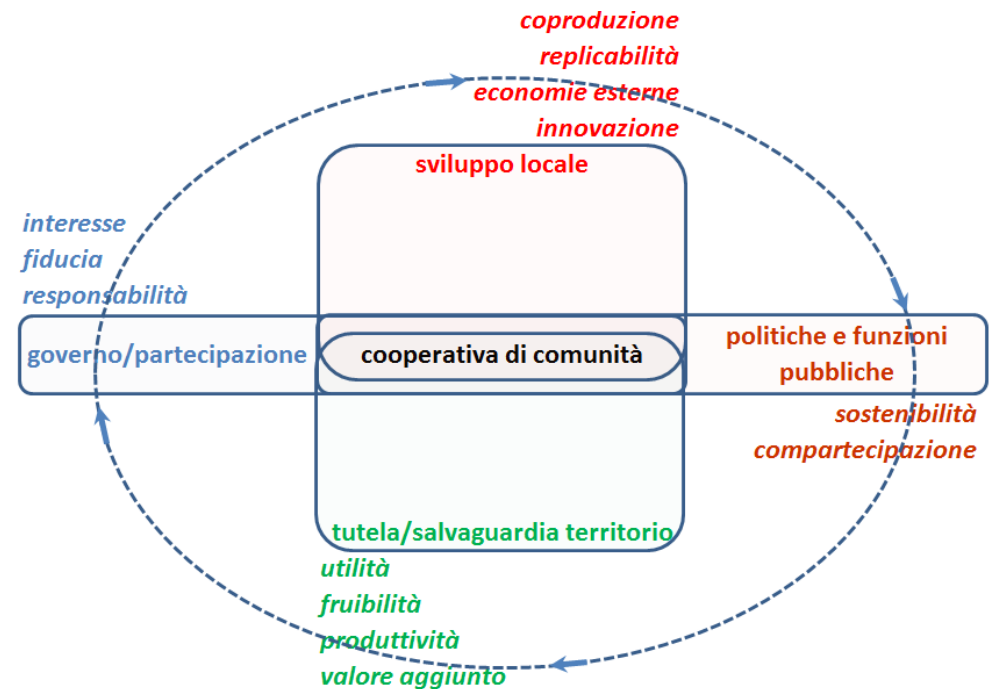 coproduzione
replicabilità
economie esterne
innovazione
sviluppo locale
interesse
fiducia
responsabilità
governo/partecipazione
cooperativa di comunità
politiche e funzioni
pubbliche
sostenibilità
compartecipazione
tutela/salvaguardia territorio
utilità
fruibilità
produttività
valore aggiunto